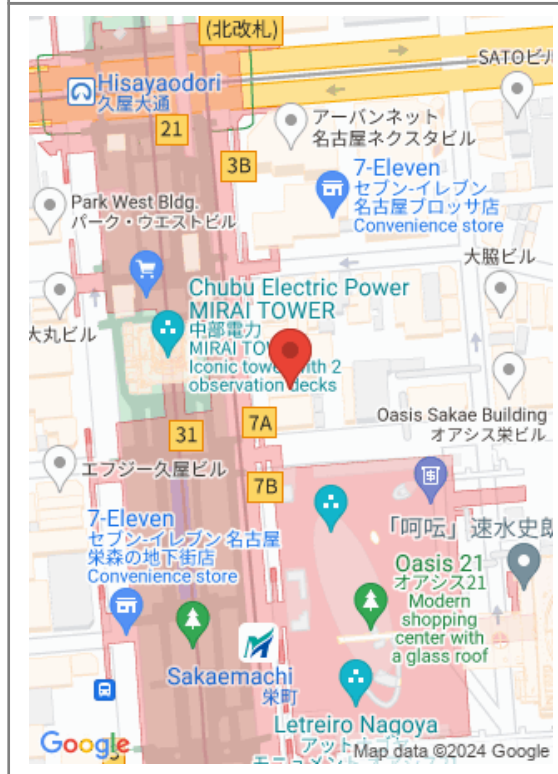 (北改札)
Hisayaodori
久屋大通
SATOビル
21
アーバンネット
名古屋ネクスタビル
3B
7-Eleven
セブン-イレブン
名古屋ブロッサ店
Convenience store
Park West Bldg.
パーク・ウエストビル
大脇ビル
Chubu Electric Power
MIRAI TOWER
中部電力
MIRAI TOW
Iconic tower with 2
observation decks
大丸ビル
Oasis Sakae Building
オアシス栄ビル
31
7A
エフジー久屋ビル
7B
7-Eleven
セブン-イレブン 名古屋
栄森の地下街店
Convenience store
「呵呍」速水史朗
Oasis 21
オアシス21
Modern
shopping
center with
a glass roof
Sakaemachi
栄町
Letreiro Nagoya
アット
Google
Map data ©2024 Google